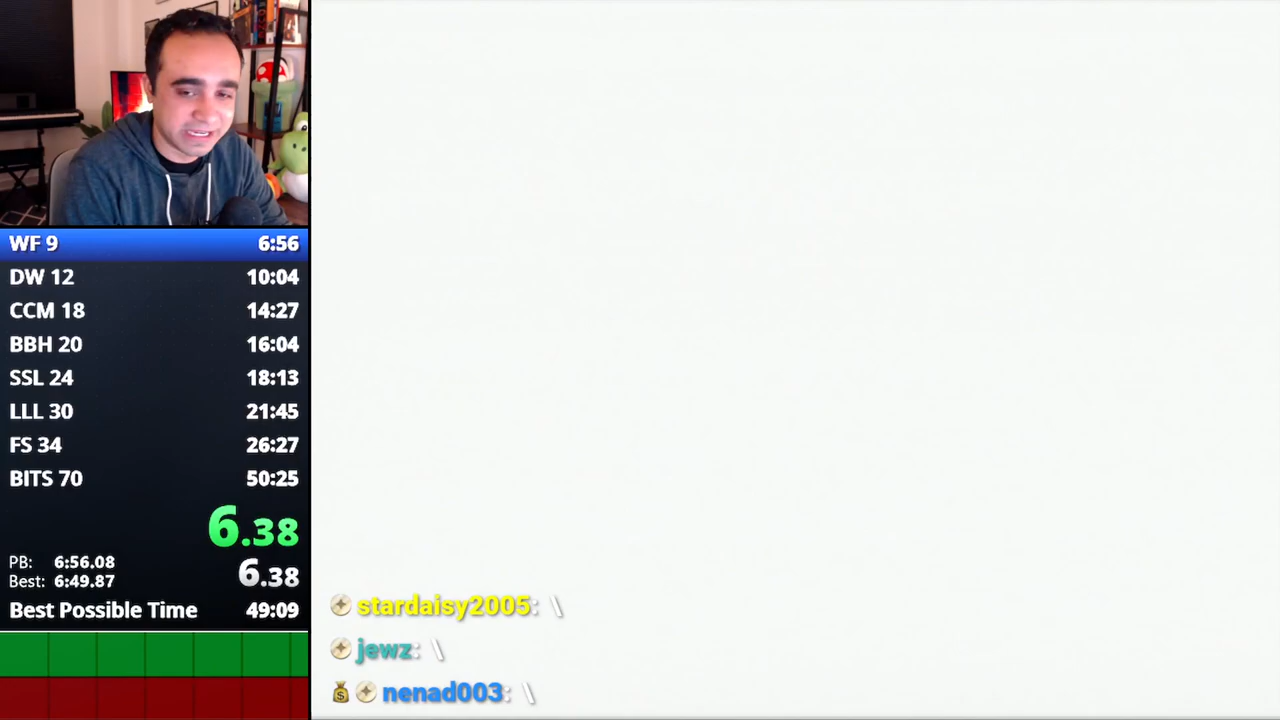 WF 9 6:56
DW 12 10:04
CCM 18 14:27
BBH 20 16:04
SSL 24 18:13
LLL 30 21:45
FS 34 26:27
BITS 70 50:25
6.38
PB: 6:56.08
Best: 6:49.87
6.38
Best Possible Time 49:09
stardaisy2005: \
jewz: \
nenad003: \